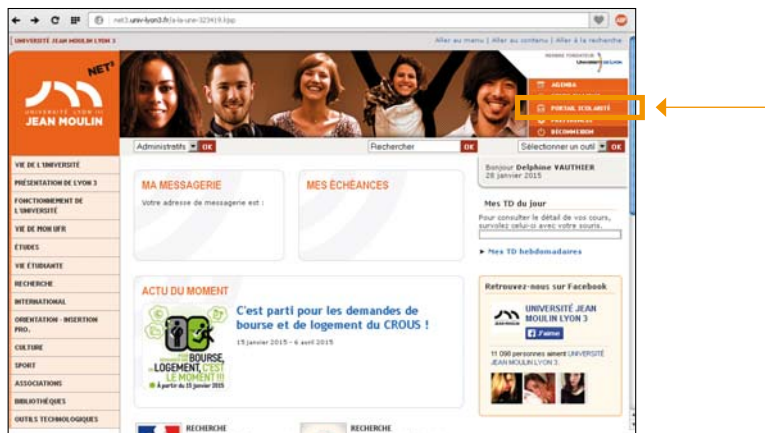 net3.univ-lyon3.fr/a-la-une-323419.kjsp
UNIVERSITÉ JEAN MOULIN LYON 3
Aller au menu | Aller au contenu | Aller à la recherche
NET3
UNIVERSITÉ LYON III
JEAN MOULIN
MEMBRE FONDATEUR
UNIVERSITÉ DE LYON
AGENDA
PORTAIL SCOLARITÉ
PRÉFÉRENCES
DÉCONNEXION
Administratifs OK
Rechercher OK
Sélectionner un outil OK
VIE DE L'UNIVERSITÉ
PRÉSENTATION DE LYON 3
FONCTIONNEMENT DE
L'UNIVERSITÉ
VIE DE MON UFR
ÉTUDES
VIE ÉTUDIANTE
RECHERCHE
INTERNATIONAL
ORIENTATION - INSERTION
PRO.
CULTURE
SPORT
ASSOCIATIONS
BIBLIOTHÈQUES
OUTILS TECHNOLOGIQUES
MA MESSAGERIE
Votre adresse de messagerie est :
MES ÉCHÉANCES
Bonjour Delphine VAUTHIER
28 janvier 2015
Mes TD du jour
Pour consulter le détail de vos cours,
survolez celui-ci avec votre souris.
Mes TD hebdomadaires
ACTU DU MOMENT
BOURSE,
LOGEMENT, C'EST
LE MOMENT !!!
À partir du 15 janvier 2015
C'est parti pour les demandes de
bourse et de logement du CROUS !
15 janvier 2015 - 6 avril 2015
Retrouvez-nous sur Facebook
JEAN MOULIN
UNIVERSITÉ JEAN
MOULIN LYON 3
J'aime
11 098 personnes aiment UNIVERSITÉ
JEAN MOULIN LYON 3.
RECHERCHE
RECHERCHE